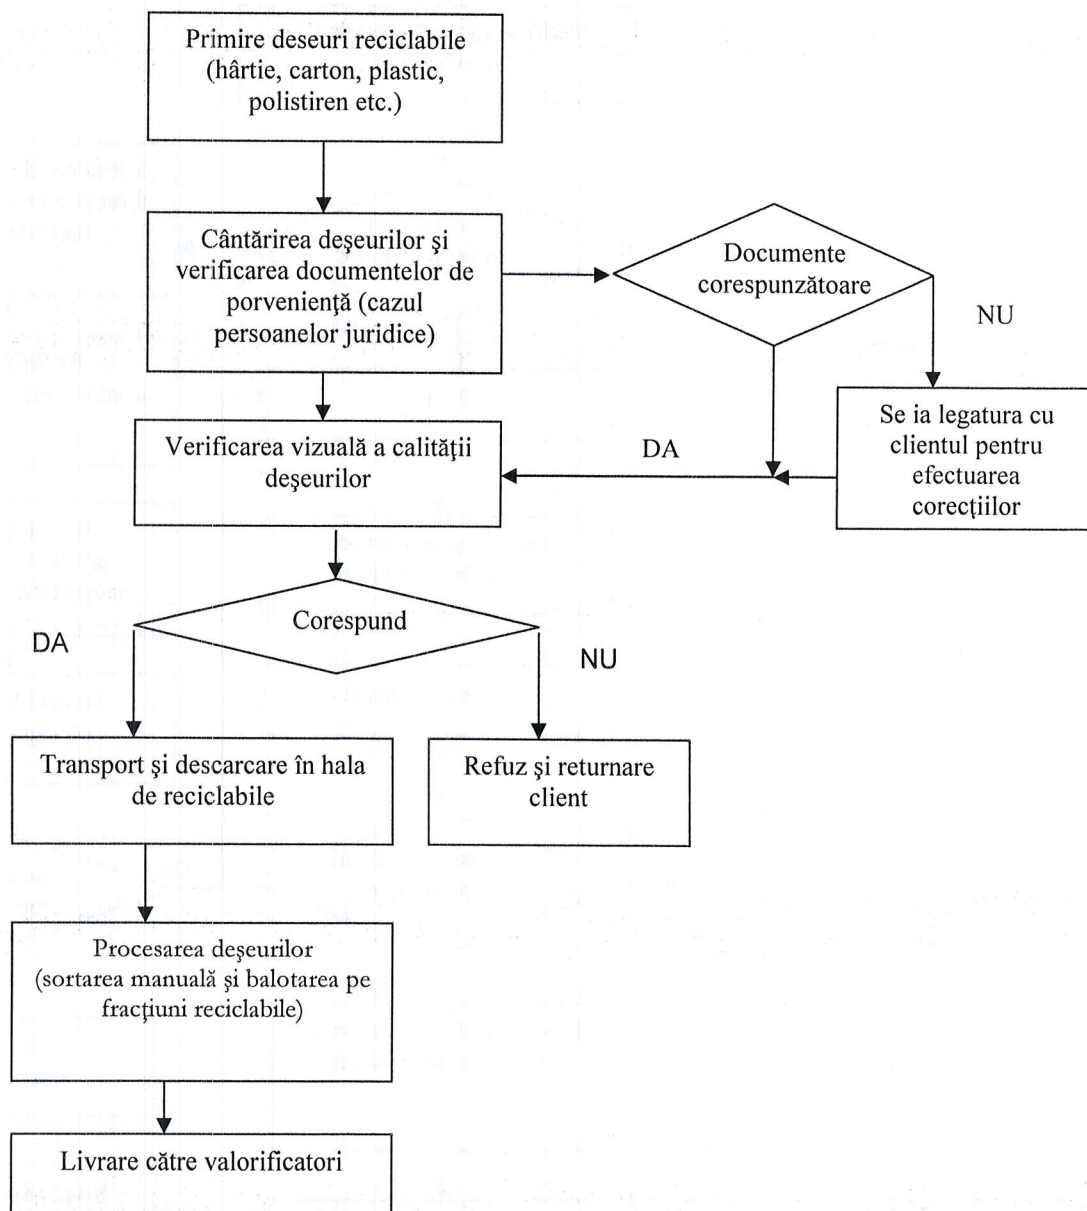 Primire deseuri reciclabile
(hârtie, carton, plastic,
polistiren etc.)
Cântărirea deşeurilor şi
verificarea documentelor de
porvenienţă (cazul
persoanelor juridice)
Documente
corespunzătoare
NU
Se ia legatura cu
clientul pentru
efectuarea
corecţiilor
DA
Verificarea vizuală a calităţii
deşeurilor
Corespund
DA
NU
Transport şi descarcare în hala
de reciclabile
Refuz şi returnare
client
Procesarea deşeurilor
(sortarea manuală şi balotarea pe
fracţiuni reciclabile)
Livrare către valorificatori